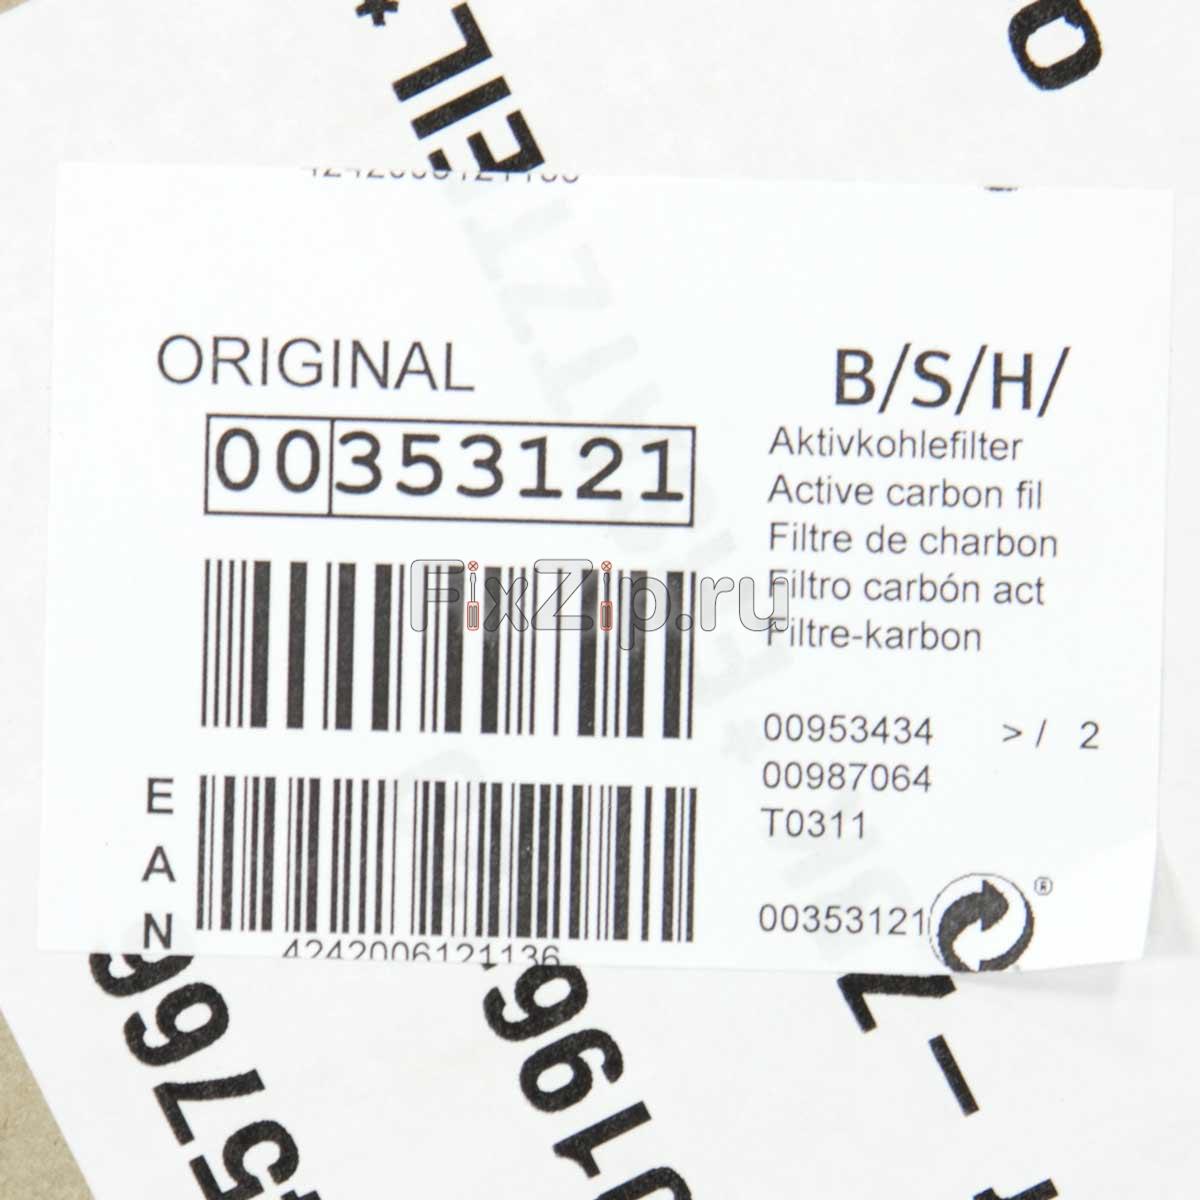 ORIGINAL
00353121
B/S/H/
Aktivkohlefilter
Active carbon fil
Filtre de charbon
Filtro carbón act
Filtre-karbon
FixZip.ru
00953434 >/ 2
00987064
T0311
00353121
®
EAN
4242006121136